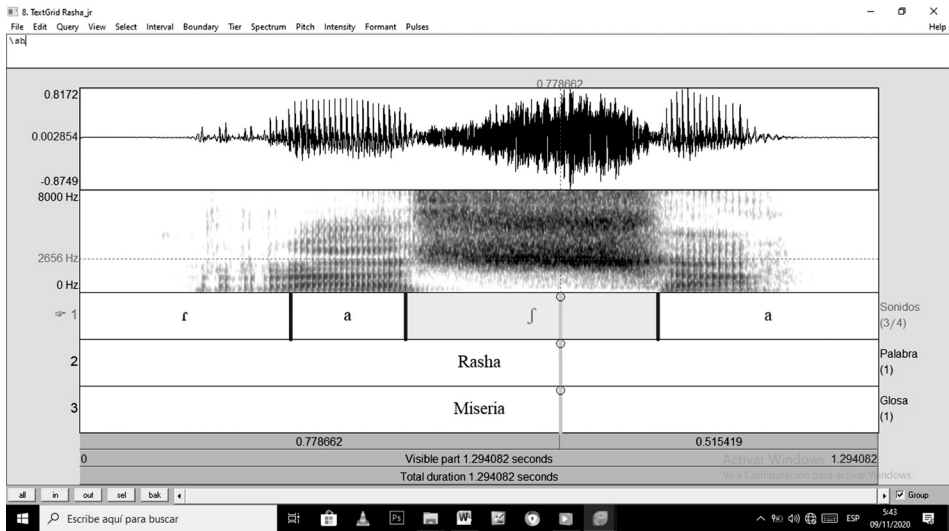 8. TextGrid Rasha_jr
File Edit Query View Select Interval Boundary Tier Spectrum Pitch Intensity Formant Pulses Help
\sh
0.778662
0.8172
0.002854
-0.8749
8000 Hz
2656 Hz
0 Hz
1 ɾ a ʃ a Sonidos
(3/4)
2 Rasha Palabra
(1)
3 Miseria Glosa
(1)
0.778662 0.515419
0 Visible part 1.294082 seconds 1.294082
Total duration 1.294082 seconds
Activar Windows
Ve a Configuración para activar Windows.
all in out sel bak Group
Escribe aquí para buscar Ps W ESP 5:43
09/11/2020